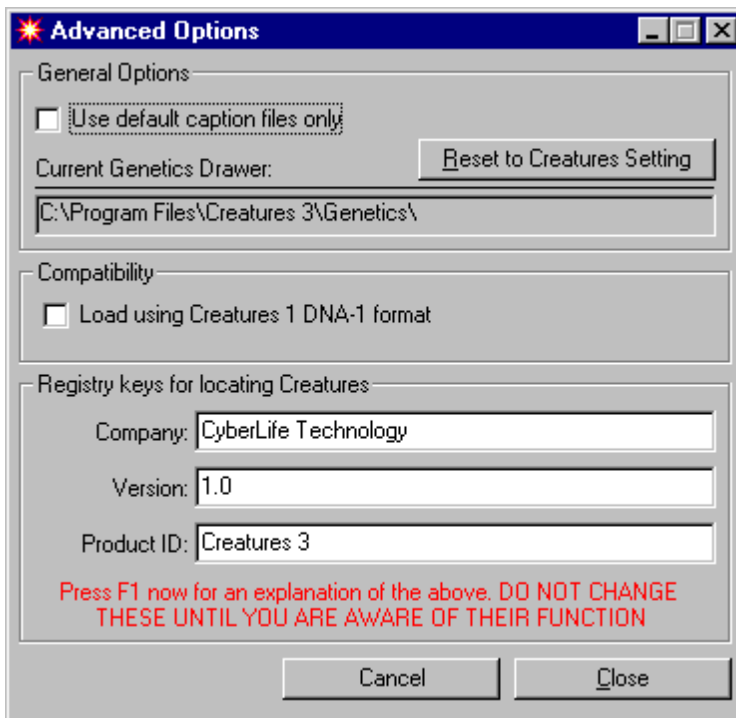 Advanced Options
General Options
Use default caption files only
Reset to Creatures Setting
Current Genetics Drawer:
C:\Program Files\Creatures 3\Genetics\
Compatibility
Load using Creatures 1 DNA-1 format
Registry keys for locating Creatures
Company: CyberLife Technology
Version: 1.0
Product ID: Creatures 3
Press F1 now for an explanation of the above. DO NOT CHANGE
THESE UNTIL YOU ARE AWARE OF THEIR FUNCTION
Cancel Close